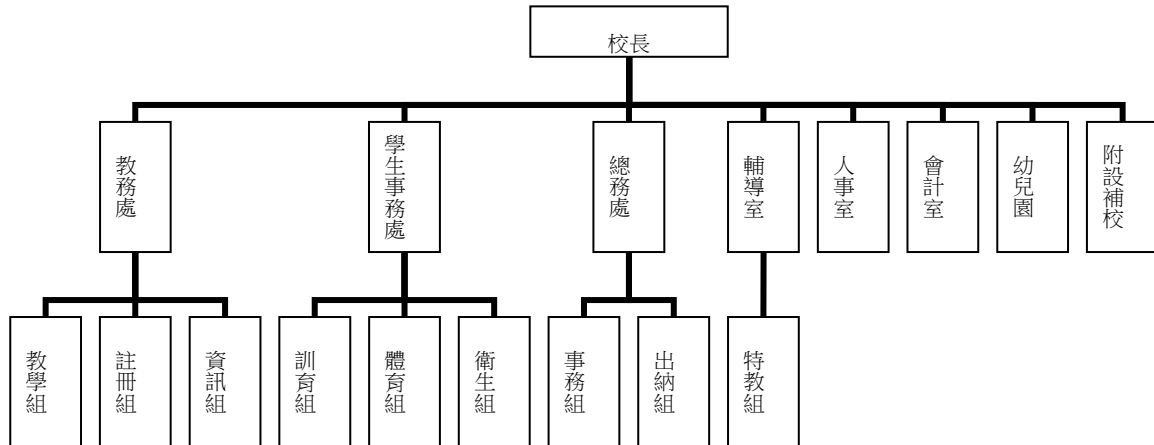 校長
教務處
學生事務處
總務處
輔導室
人事室
會計室
幼兒園
附設補校
教學組
註冊組
資訊組
訓育組
體育組
衛生組
事務組
出納組
特教組